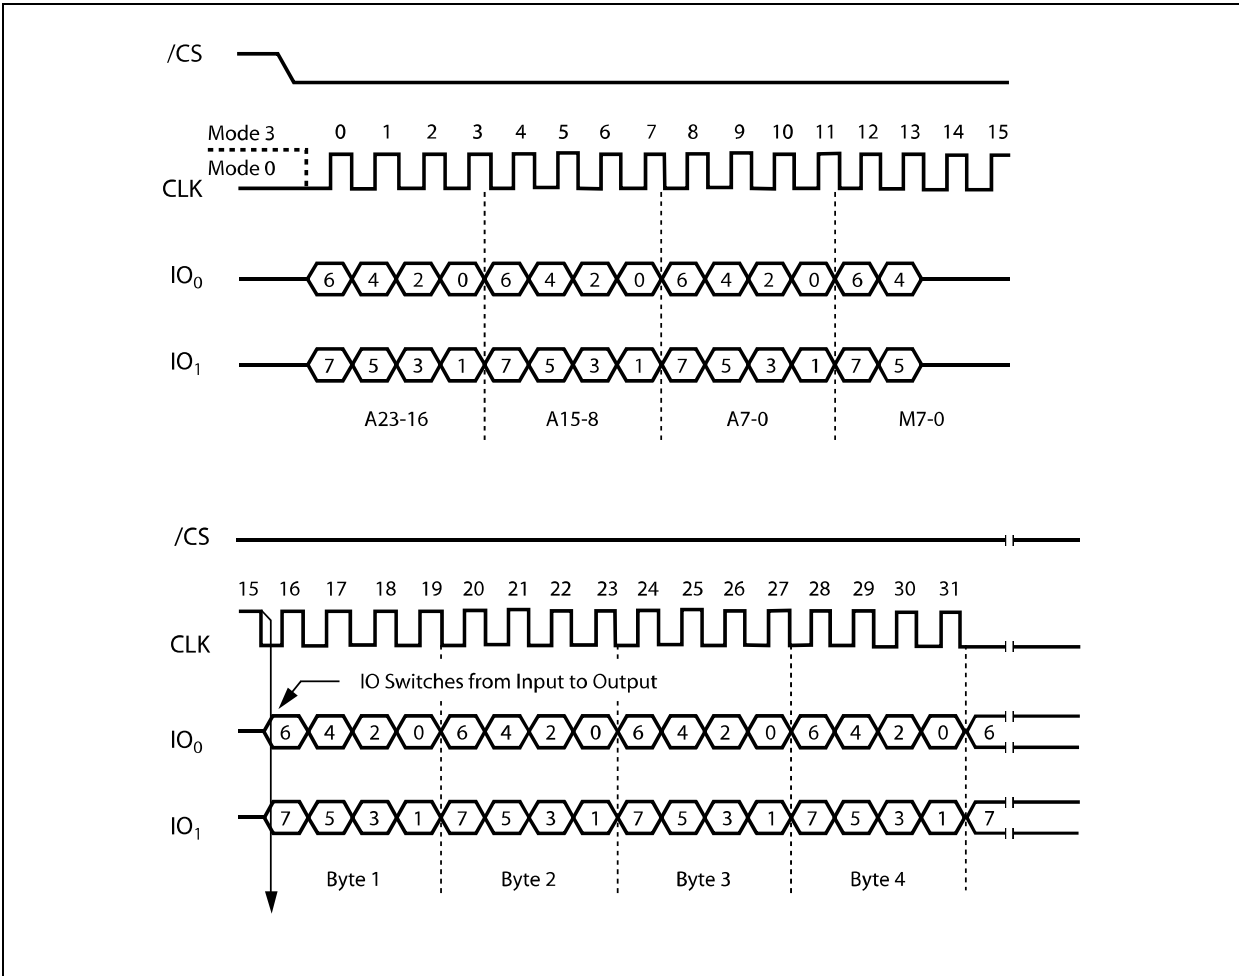 /CS
Mode 3
0 1 2 3 4 5 6 7 8 9 10 11 12 13 14 15
Mode 0
CLK
IO0 6 4 2 0 6 4 2 0 6 4 2 0 6 4
IO1 7 5 3 1 7 5 3 1 7 5 3 1 7 5
A23-16 A15-8 A7-0 M7-0
/CS
15 16 17 18 19 20 21 22 23 24 25 26 27 28 29 30 31
CLK
IO Switches from Input to Output
IO0 6 4 2 0 6 4 2 0 6 4 2 0 6 4 2 0 6
IO1 7 5 3 1 7 5 3 1 7 5 3 1 7 5 3 1 7
Byte 1 Byte 2 Byte 3 Byte 4